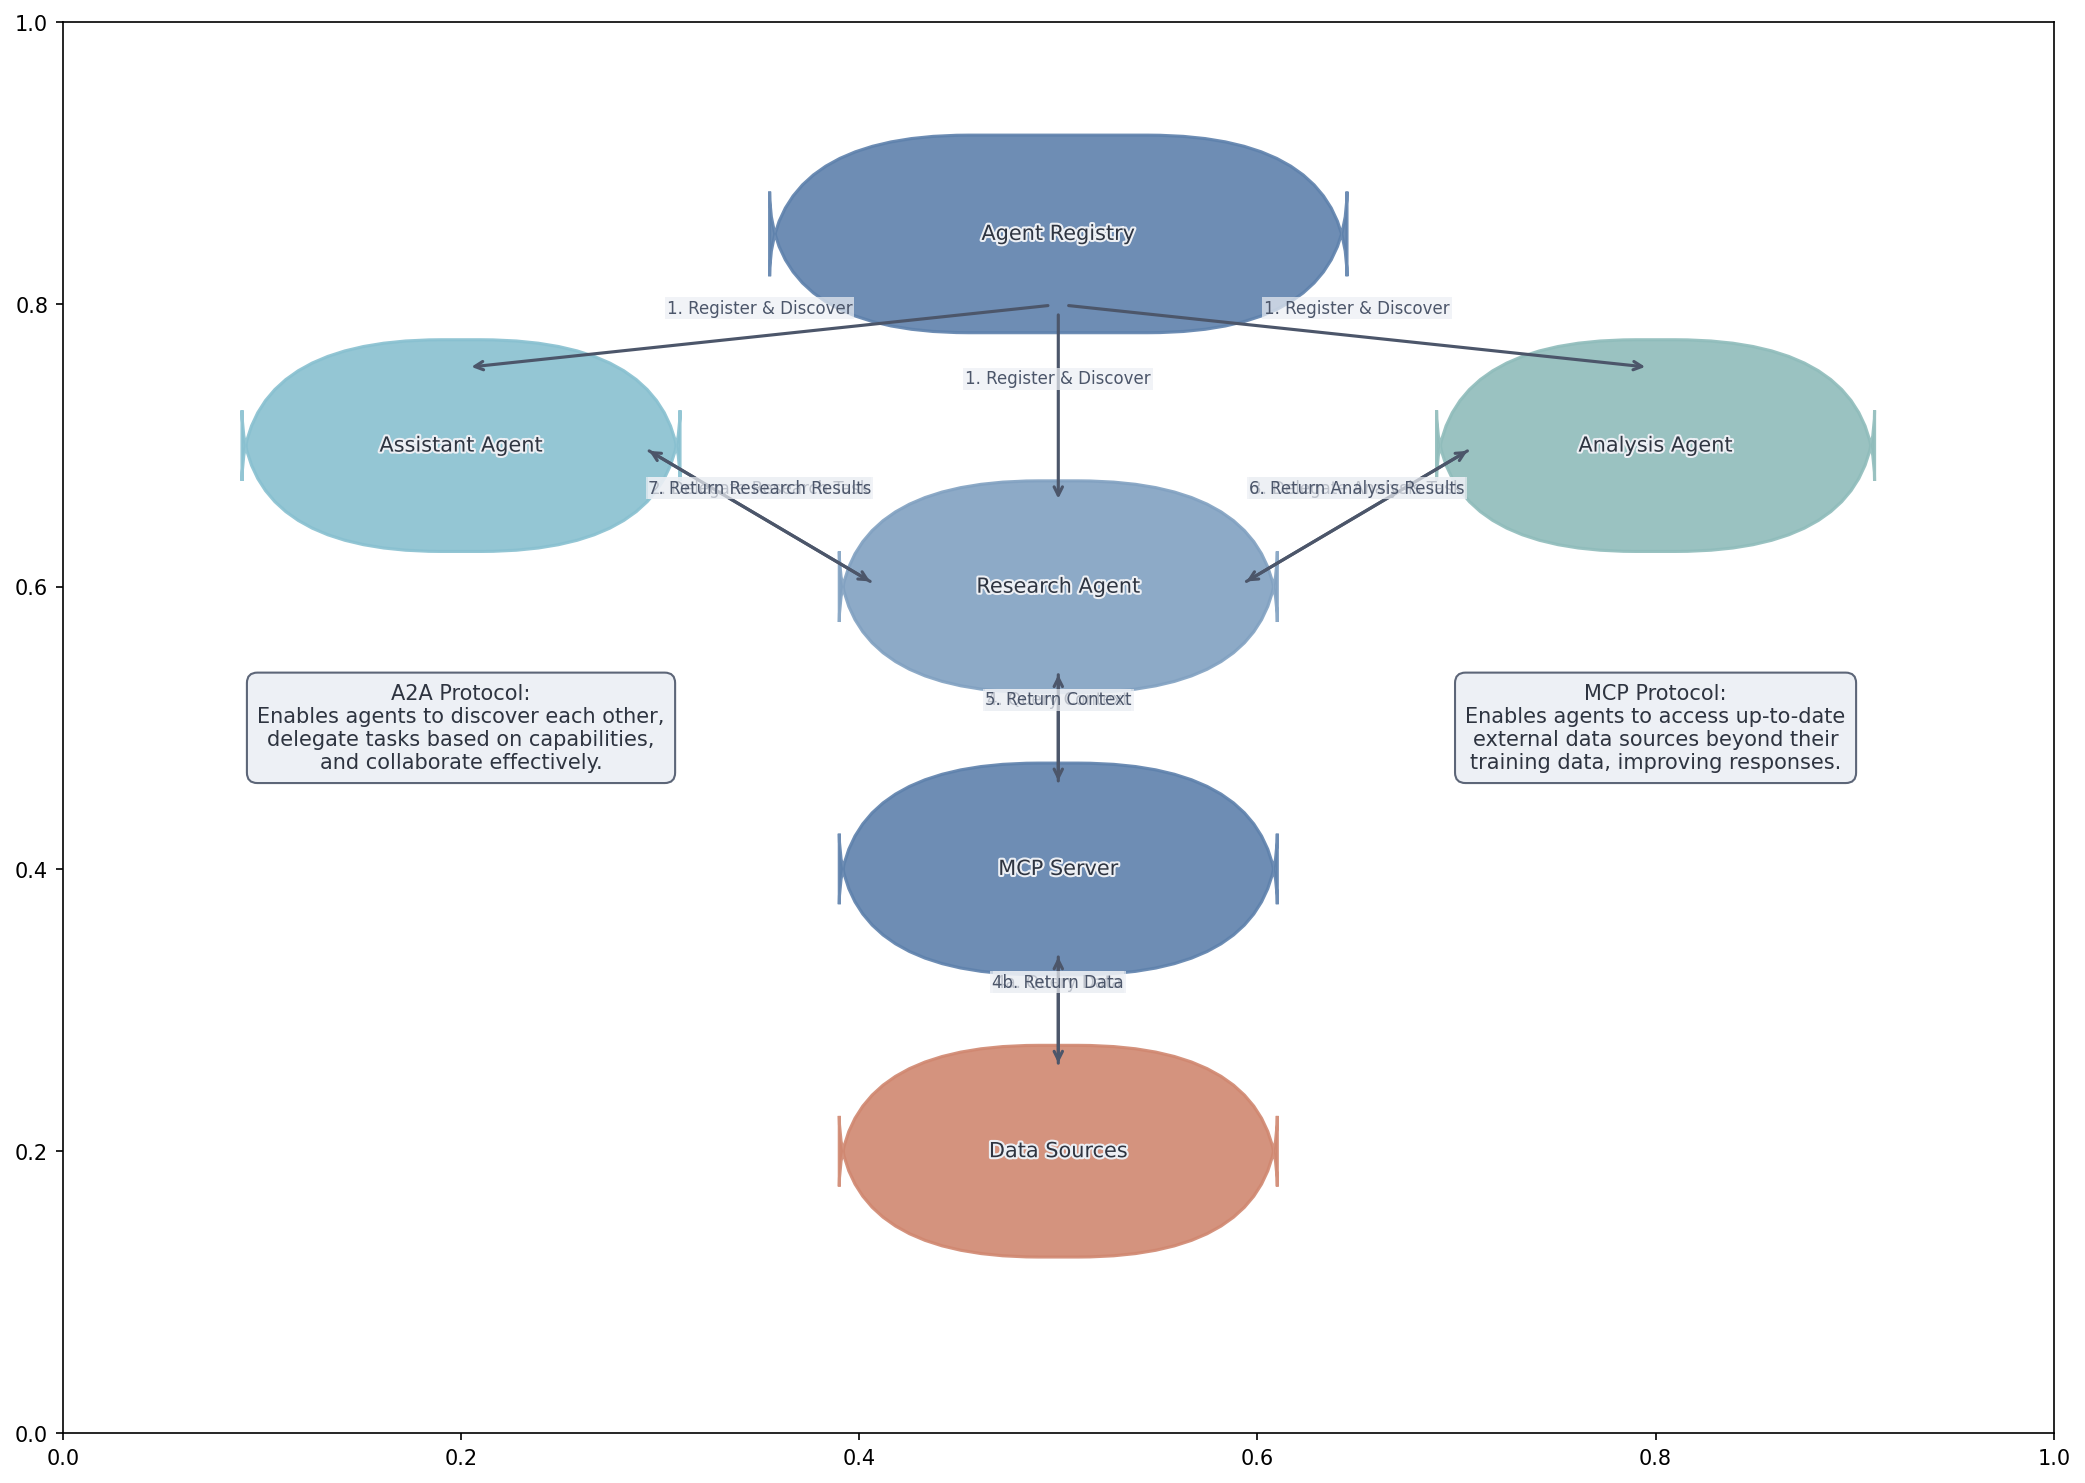 1.0
Agent Registry
0.8
1. Register & Discover
1. Register & Discover
1. Register & Discover
Assistant Agent
Analysis Agent
7. Return Research Results
6. Return Analysis Results
0.6
Research Agent
A2A Protocol:
Enables agents to discover each other,
delegate tasks based on capabilities,
and collaborate effectively.
5. Return Context
MCP Protocol:
Enables agents to access up-to-date
external data sources beyond their
training data, improving responses.
0.4
MCP Server
4b. Return Data
0.2
Data Sources
0.0
0.0
0.2
0.4
0.6
0.8
1.0